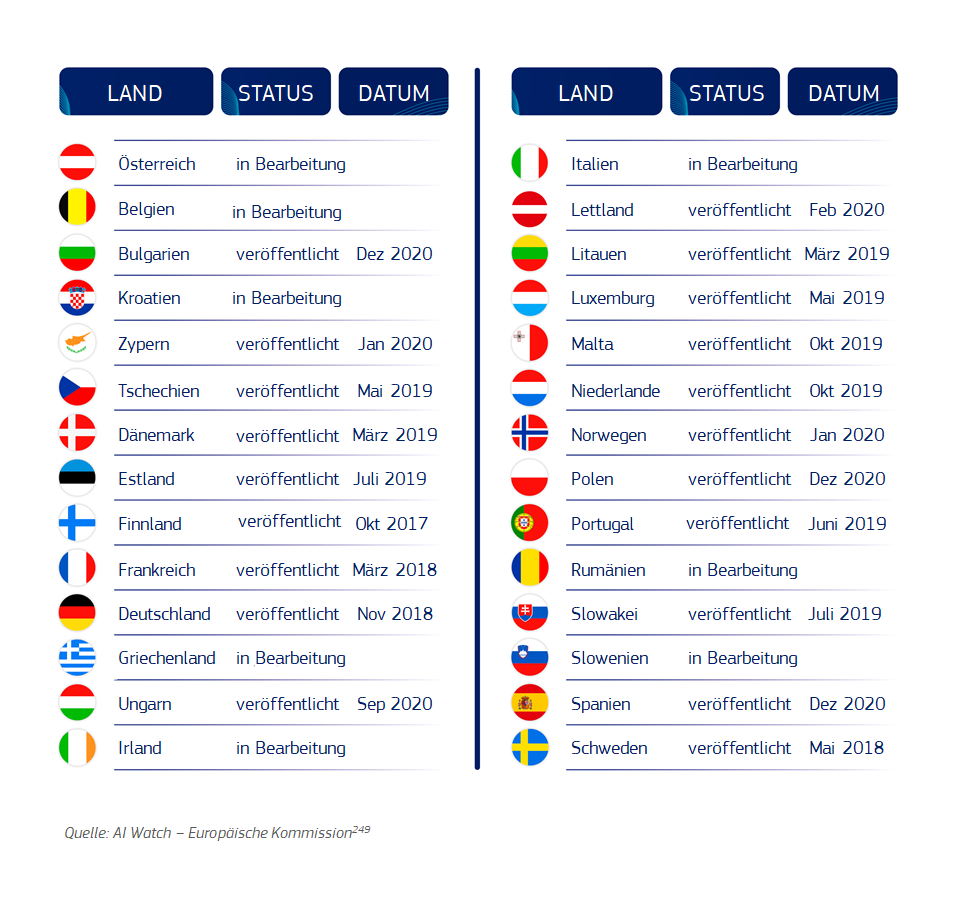 LAND STATUS DATUM
Österreich in Bearbeitung
Belgien in Bearbeitung
Bulgarien veröffentlicht Dez 2020
Kroatien in Bearbeitung
Zypern veröffentlicht Jan 2020
Tschechien veröffentlicht Mai 2019
Dänemark veröffentlicht März 2019
Estland veröffentlicht Juli 2019
Finnland veröffentlicht Okt 2017
Frankreich veröffentlicht März 2018
Deutschland veröffentlicht Nov 2018
Griechenland in Bearbeitung
Ungarn veröffentlicht Sep 2020
Irland in Bearbeitung
LAND STATUS DATUM
Italien in Bearbeitung
Lettland veröffentlicht Feb 2020
Litauen veröffentlicht März 2019
Luxemburg veröffentlicht Mai 2019
Malta veröffentlicht Okt 2019
Niederlande veröffentlicht Okt 2019
Norwegen veröffentlicht Jan 2020
Polen veröffentlicht Dez 2020
Portugal veröffentlicht Juni 2019
Rumänien in Bearbeitung
Slowakei veröffentlicht Juli 2019
Slowenien in Bearbeitung
Spanien veröffentlicht Dez 2020
Schweden veröffentlicht Mai 2018
Quelle: AI Watch – Europäische Kommission²⁴⁹